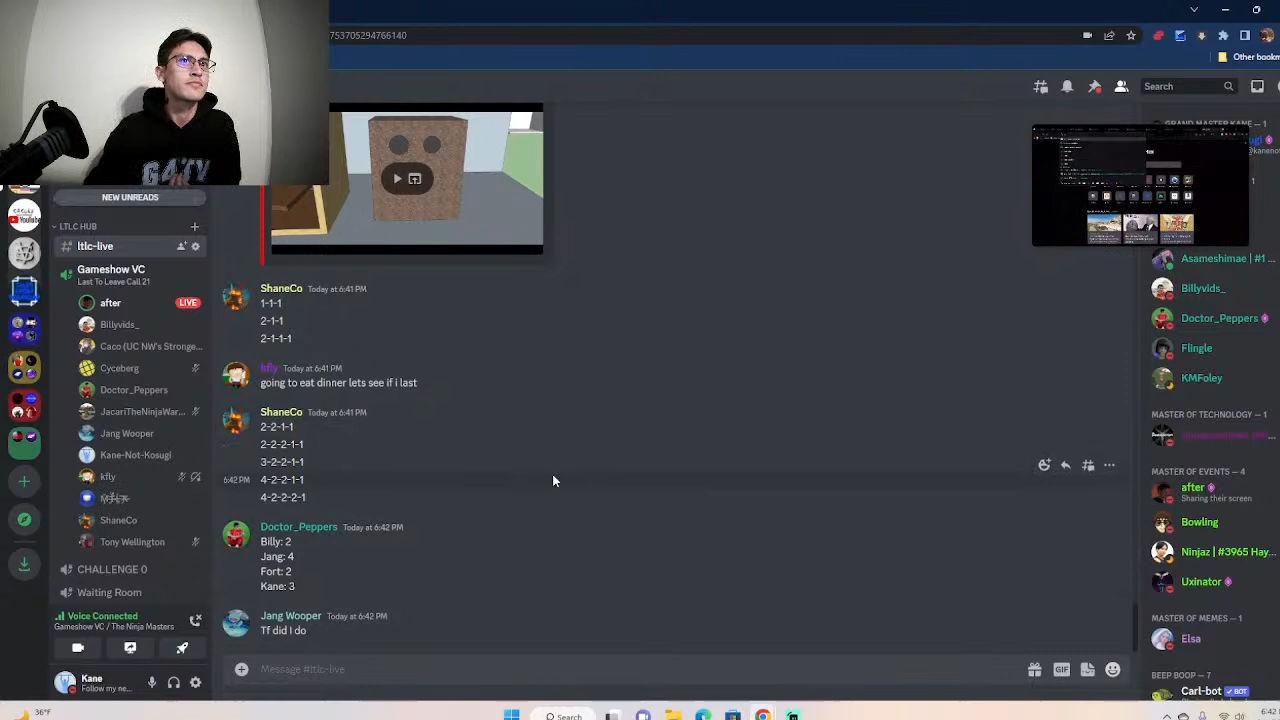 53705294766140
Other bookm
Search
NEW UNREADS
LTLC HUB
ltlc-live
Gameshow VC
Last To Leave Call 21
after
LIVE
Billyvids_
Caco (UC NW's Stronge...
Cyceberg
Doctor_Peppers
JacariTheNinjaWar...
Jang Wooper
Kane-Not-Kosugi
kfly
ShaneCo
Tony Wellington
CHALLENGE 0
Waiting Room
Voice Connected
Gameshow VC / The Ninja Masters
Kane
Follow my ne...
ShaneCo Today at 6:41 PM
1-1-1
2-1-1
2-1-1-1
kfly Today at 6:41 PM
going to eat dinner lets see if i last
ShaneCo Today at 6:41 PM
2-2-1-1
2-2-2-1-1
3-2-2-1-1
6:42 PM 4-2-2-1-1
4-2-2-2-1
Doctor_Peppers Today at 6:42 PM
Billy: 2
Jang: 4
Fort: 2
Kane: 3
Jang Wooper Today at 6:42 PM
Tf did I do
Message #ltlc-live
GIF
GRAND MASTER KANE — 1
Asameshimae | #1 ...
Billyvids_
Doctor_Peppers
Flingle
KMFoley
MASTER OF TECHNOLOGY — 1
MASTER OF EVENTS — 4
after
Sharing their screen
Bowling
Ninjaz | #3965 Hay...
Uxinator
MASTER OF MEMES — 1
Elsa
BEEP BOOP — 7
Carl-bot BOT
YouTube
36°F
Search
6:42